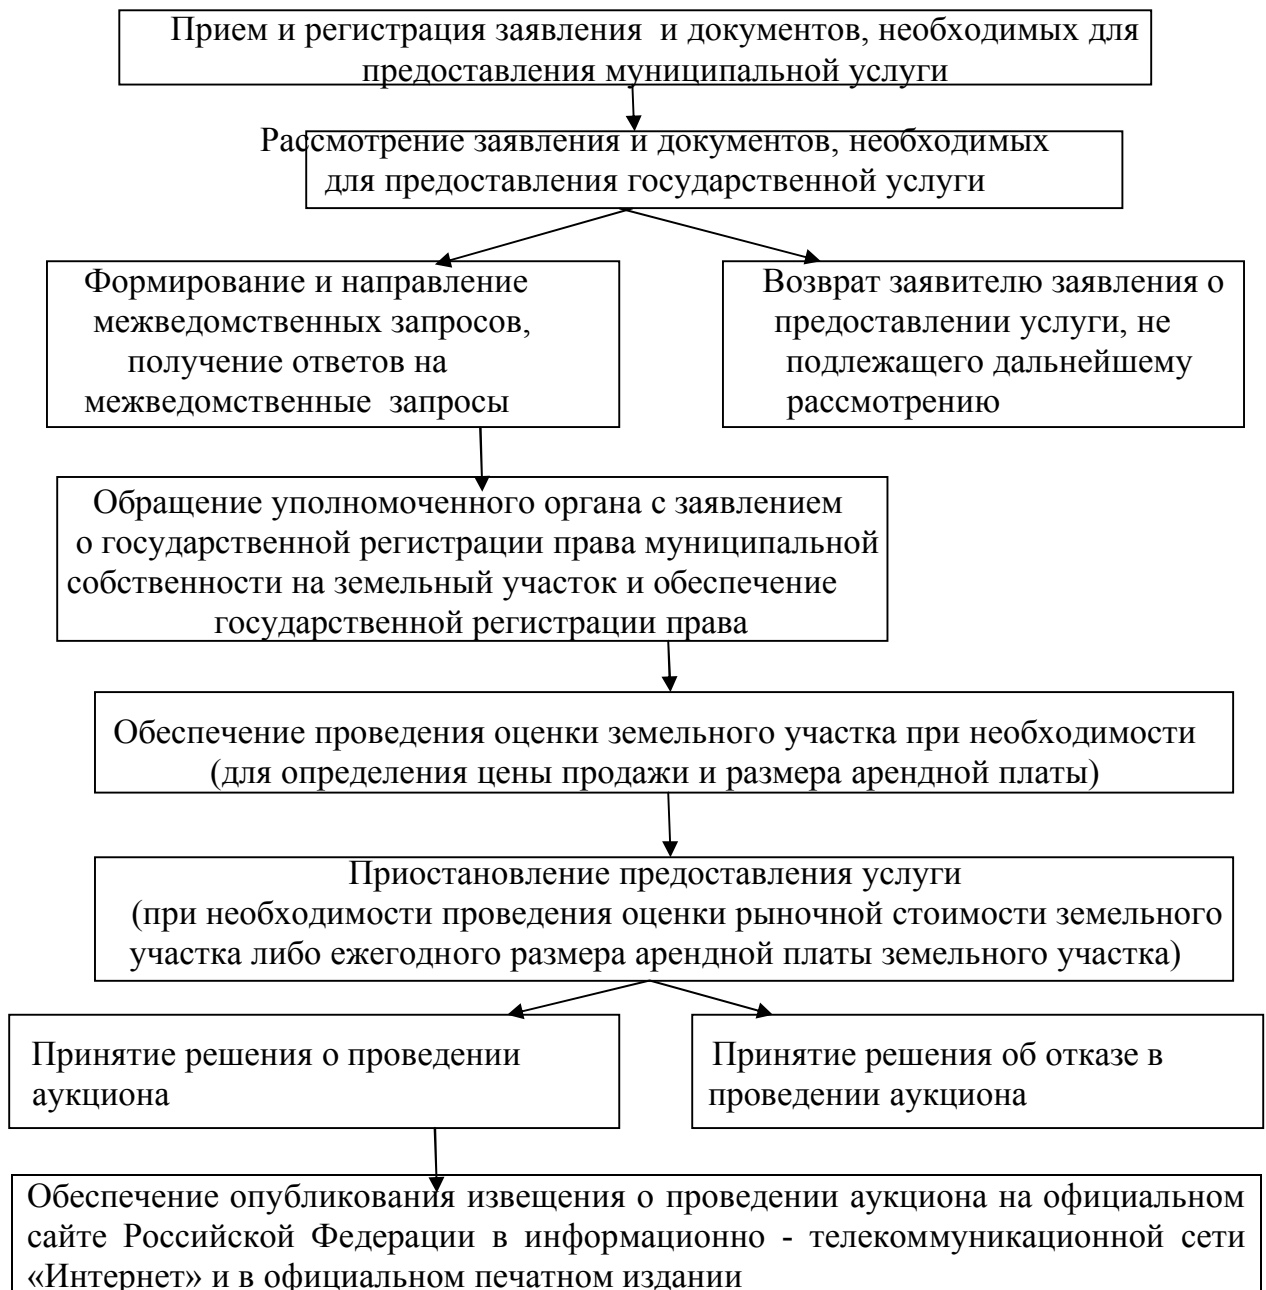 Прием и регистрация заявления  и документов, необходимых для
предоставления муниципальной услуги
Рассмотрение заявления и документов, необходимых
для предоставления государственной услуги
Формирование и направление
межведомственных запросов,
получение ответов на
межведомственные  запросы
Возврат заявителю заявления о
предоставлении услуги, не
подлежащего дальнейшему
рассмотрению
Обращение уполномоченного органа с заявлением
о государственной регистрации права муниципальной
собственности на земельный участок и обеспечение
государственной регистрации права
Обеспечение проведения оценки земельного участка при необходимости
(для определения цены продажи и размера арендной платы)
Приостановление предоставления услуги
(при необходимости проведения оценки рыночной стоимости земельного
участка либо ежегодного размера арендной платы земельного участка)
Принятие решения о проведении
аукциона
Принятие решения об отказе в
проведении аукциона
Обеспечение опубликования извещения о проведении аукциона на официальном
сайте Российской Федерации в информационно - телекоммуникационной сети
«Интернет» и в официальном печатном издании